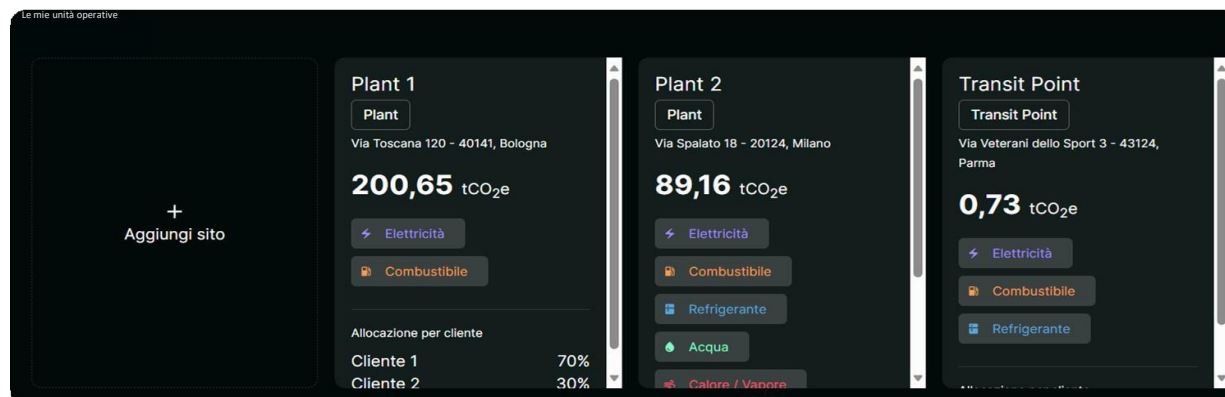 Le mie unità operative
+
Aggiungi sito
Plant 1
Plant
Via Toscana 120 - 40141, Bologna
200,65 tCO₂e
Elettricità
Combustibile
Allocazione per cliente
Cliente 1 70%
Cliente 2 30%
Plant 2
Plant
Via Spalato 18 - 20124, Milano
89,16 tCO₂e
Elettricità
Combustibile
Refrigerante
Acqua
Calore / Vapore
Transit Point
Transit Point
Via Veterani dello Sport 3 - 43124,
Parma
0,73 tCO₂e
Elettricità
Combustibile
Refrigerante